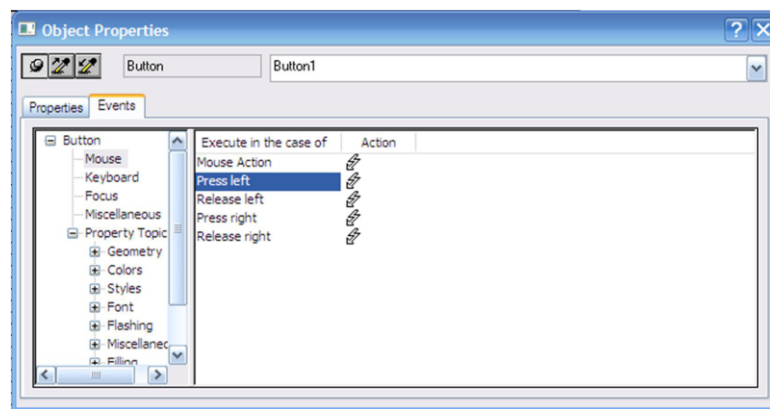 Object Properties
Button Button1
Properties Events
Button
Mouse
Keyboard
Focus
Miscellaneous
Property Topic
Geometry
Colors
Styles
Font
Flashing
Miscellanec
Filling
Execute in the case of Action
Mouse Action
Press left
Release left
Press right
Release right